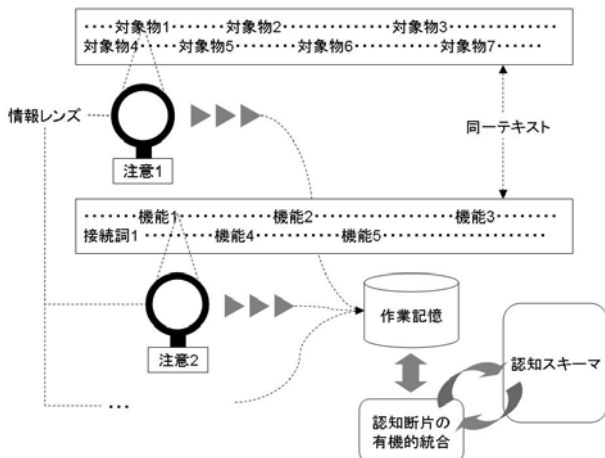 ‥‥対象物1‥‥‥‥対象物2‥‥‥‥‥‥対象物3‥‥‥‥‥‥
対象物4‥‥‥対象物5‥‥‥‥‥対象物6‥‥‥‥‥‥対象物7‥‥
情報レンズ
注意1
同一テキスト
‥‥‥機能1‥‥‥‥‥‥機能2‥‥‥‥‥‥‥‥‥機能3‥‥‥‥
接続詞1‥‥‥‥機能4‥‥‥‥‥‥機能5‥‥‥‥‥‥‥‥‥‥
注意2
作業記憶
認知スキーマ
…
認知断片の
有機的統合